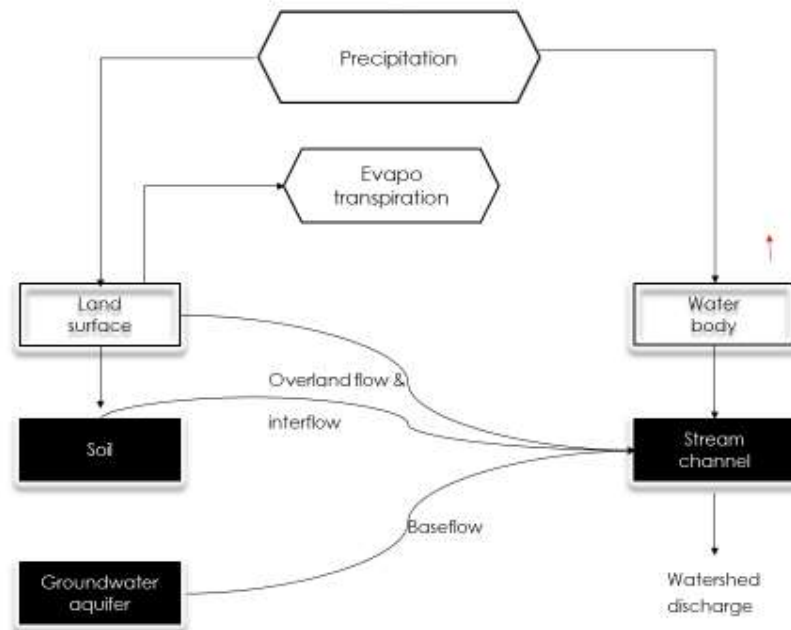 Precipitation
Evapo
transpiration
Land
surface
Water
body
Overland flow &
interflow
Soil
Stream
channel
Baseflow
Groundwater
aquifer
Watershed
discharge